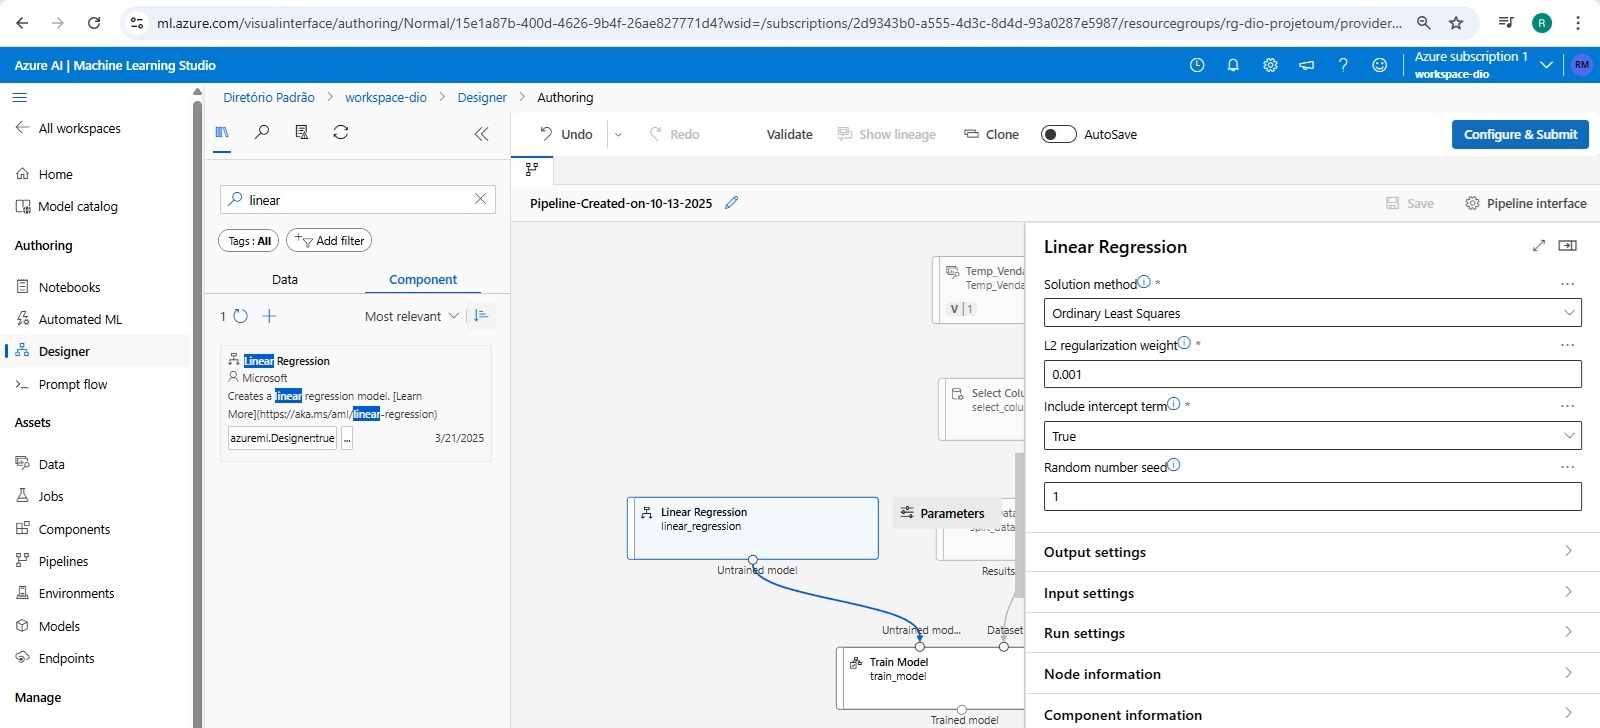 ml.azure.com/visualinterface/authoring/Normal/15e1a87b-400d-4626-9b4f-26ae827771d4?wsid=/subscriptions/2d9343b0-a555-4d3c-8d4d-93a0287e5987/resourcegroups/rg-dio-projetoum/provider...
R
Azure AI | Machine Learning Studio
Azure subscription 1
workspace-dio
RM
All workspaces
Home
Model catalog
Authoring
Notebooks
Automated ML
Designer
Prompt flow
Assets
Data
Jobs
Components
Pipelines
Environments
Models
Endpoints
Manage
Diretório Padrão > workspace-dio > Designer > Authoring
linear
Tags : All
Add filter
Data
Component
1
Most relevant
Linear Regression
Microsoft
Creates a linear regression model. [Learn
More](https://aka.ms/aml/linear-regression)
azureml.Designer:true
...
3/21/2025
Undo
Redo
Validate
Show lineage
Clone
AutoSave
Configure & Submit
Pipeline-Created-on-10-13-2025
Save
Pipeline interface
Temp_Venda
Temp_Venda
V | 1
Select Colu
select_colu
Linear Regression
linear_regression
Untrained model
Parameters
ata
split_data
Results
Untrained mod...
Dataset
Train Model
train_model
Trained model
Linear Regression
Solution method *
Ordinary Least Squares
L2 regularization weight *
0.001
Include intercept term *
True
Random number seed
1
Output settings
Input settings
Run settings
Node information
Component information